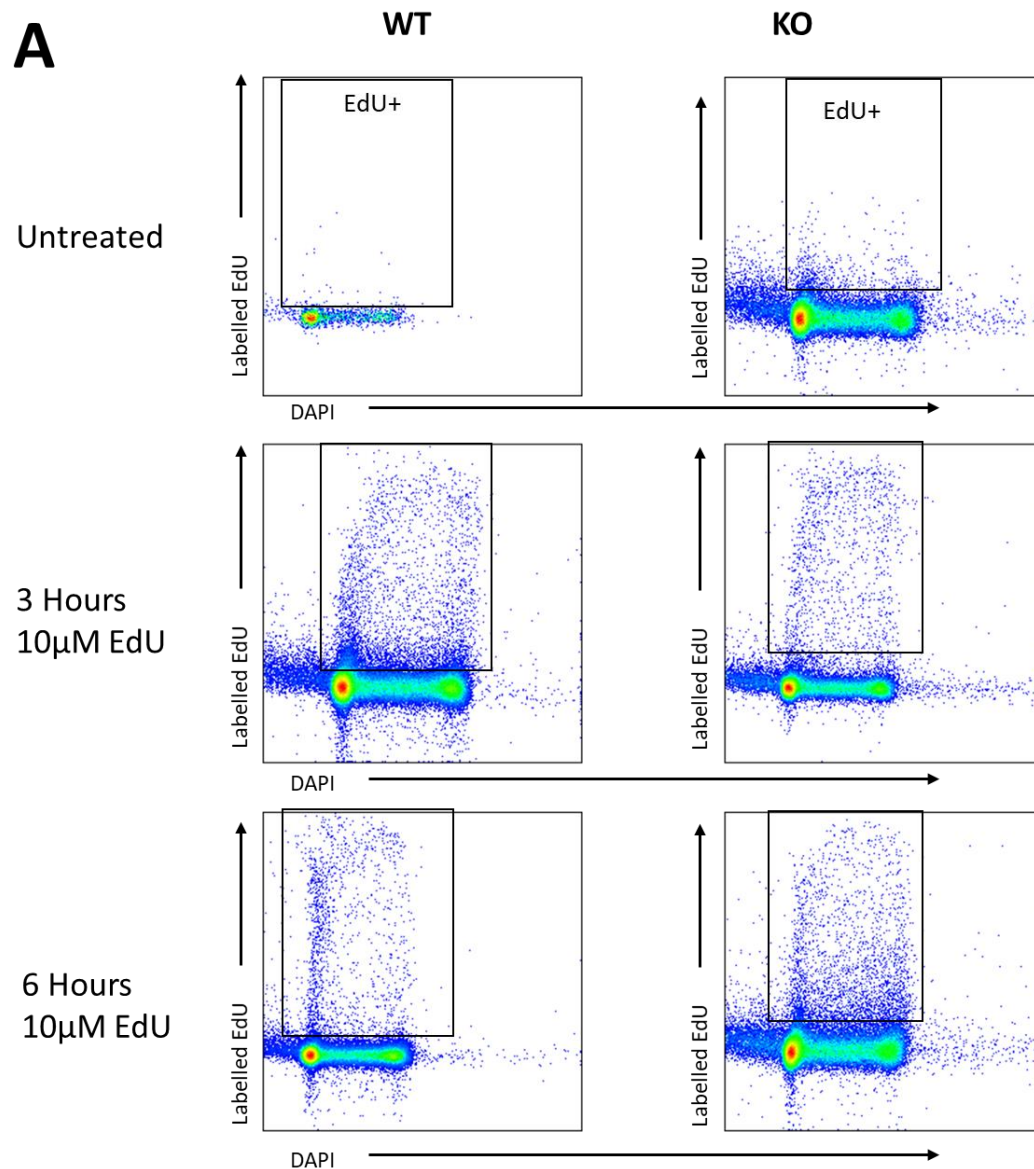 A
WT
KO
Untreated
EdU+
EdU+
Labelled EdU
Labelled EdU
DAPI
3 Hours
10µM EdU
Labelled EdU
Labelled EdU
DAPI
6 Hours
10µM EdU
Labelled EdU
Labelled EdU
DAPI